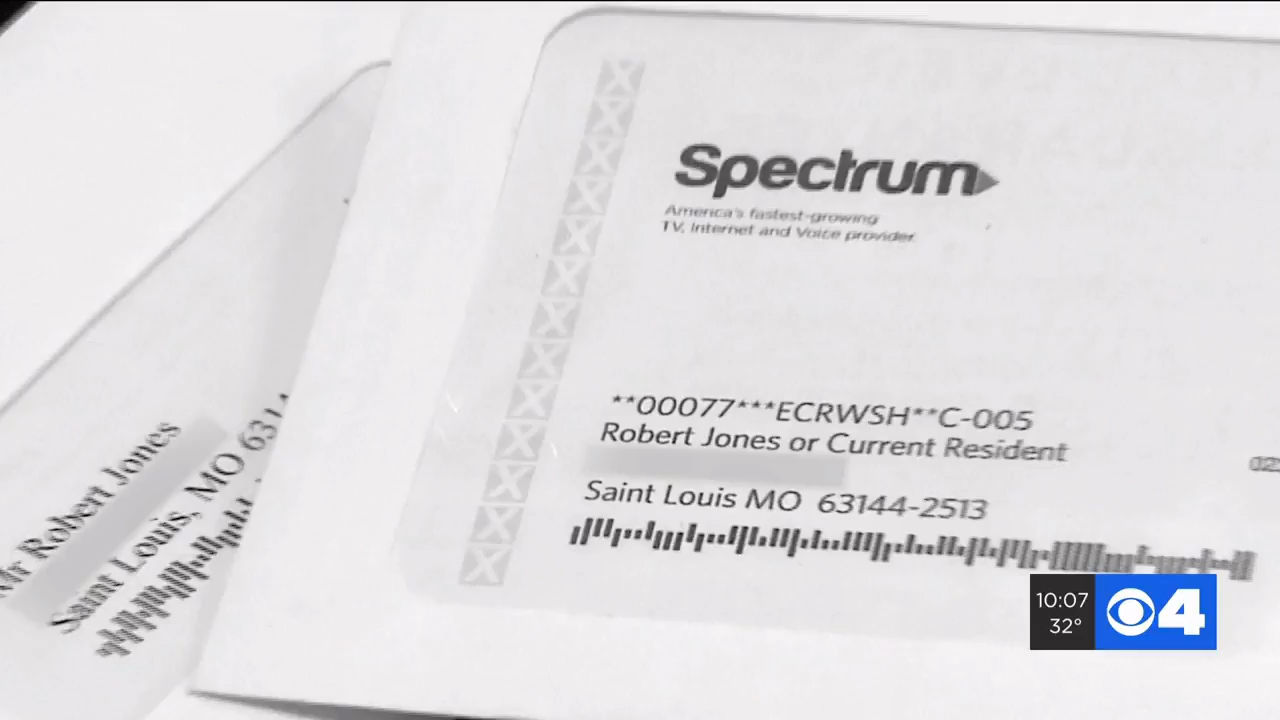 Spectrum
America's fastest-growing
TV, Internet and Voice provider
**00077***ECRWSH**C-005
Robert Jones or Current Resident
Saint Louis MO 63144-2513
Mr Robert Jones
Saint Louis, MO 6314
10:07
32°
4